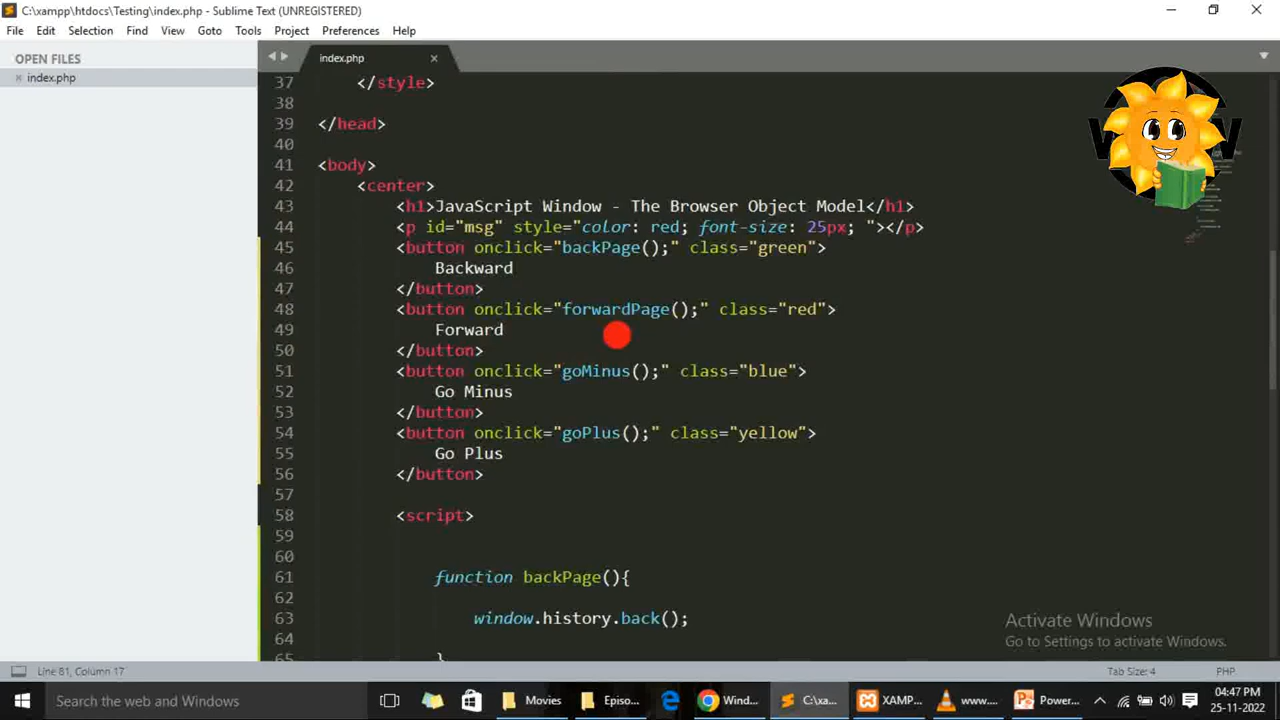 C:\xampp\htdocs\Testing\index.php - Sublime Text (UNREGISTERED)
File Edit Selection Find View Goto Tools Project Preferences Help
OPEN FILES
index.php
index.php
37 </style>
38
39 </head>
40
41 <body>
42 <center>
43 <h1>JavaScript Window - The Browser Object Model</h1>
44 <p id="msg" style="color: red; font-size: 25px; "></p>
45 <button onclick="backPage();" class="green">
46 Backward
47 </button>
48 <button onclick="forwardPage();" class="red">
49 Forward
50 </button>
51 <button onclick="goMinus();" class="blue">
52 Go Minus
53 </button>
54 <button onclick="goPlus();" class="yellow">
55 Go Plus
56 </button>
57
58 <script>
59
60
61 function backPage(){
62
63 window.history.back();
64
65 }
Activate Windows
Go to Settings to activate Windows.
Line 81, Column 17
Tab Size:4 PHP
Search the web and Windows
Movies
Episo...
Wind...
C:\xa...
XAMP...
www....
Power...
04:47 PM
25-11-2022